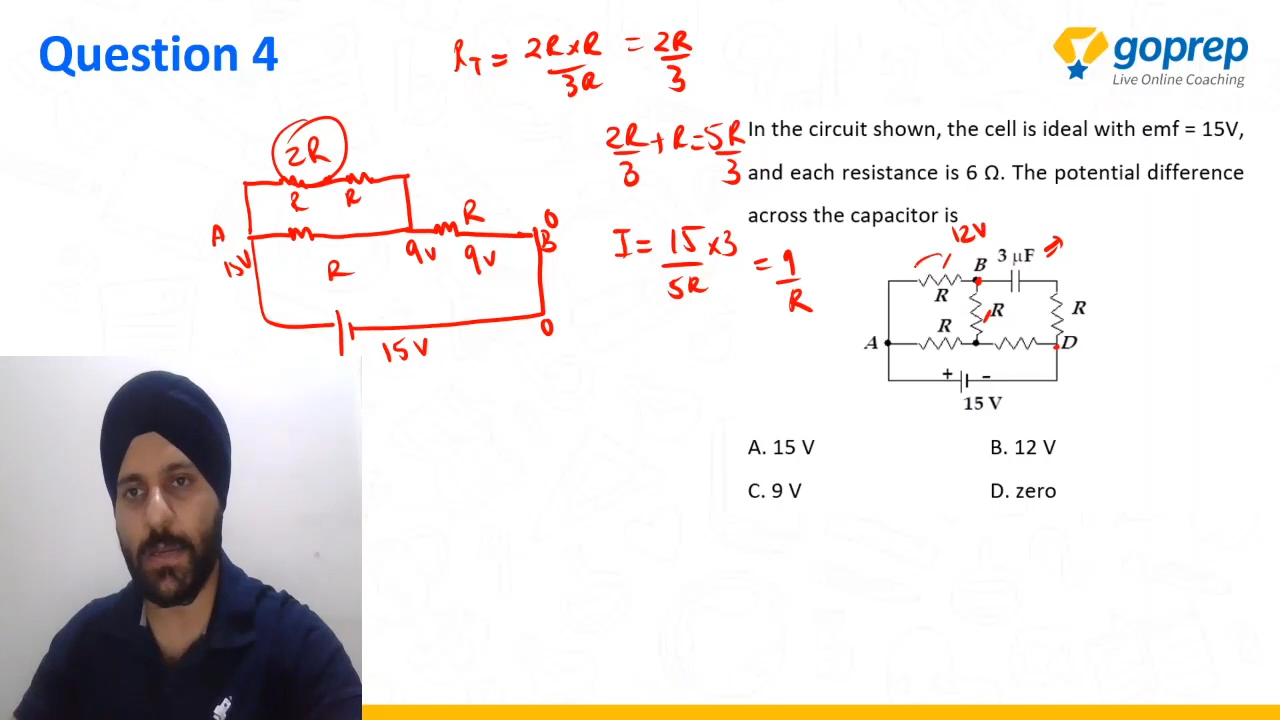 Question 4
R_T = 2R×R/3R = 2R/3
goprep
Live Online Coaching
2R
R R
A
15V
R
R
9V 9V
0
B
0
15V
2R/3 + R = 5R/3
I = 15×3/5R = 9/R
In the circuit shown, the cell is ideal with emf = 15V,
and each resistance is 6 Ω. The potential difference
across the capacitor is
12V
B 3 μF
R R R
R
A D
+ -
15 V
A. 15 V B. 12 V
C. 9 V D. zero